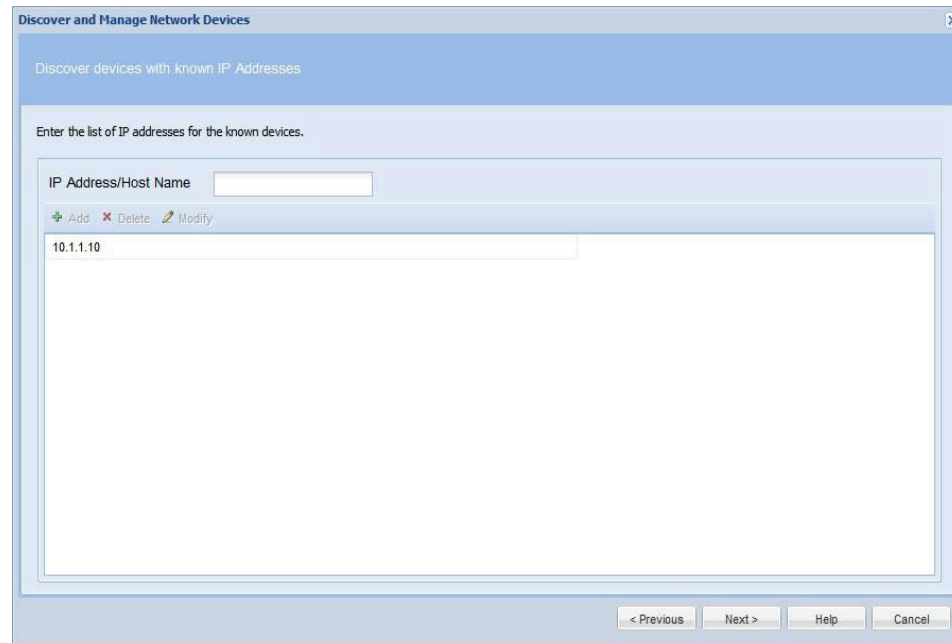 Discover and Manage Network Devices
Discover devices with known IP Addresses
Enter the list of IP addresses for the known devices.
IP Address/Host Name
Add Delete Modify
10.1.1.10
< Previous Next > Help Cancel